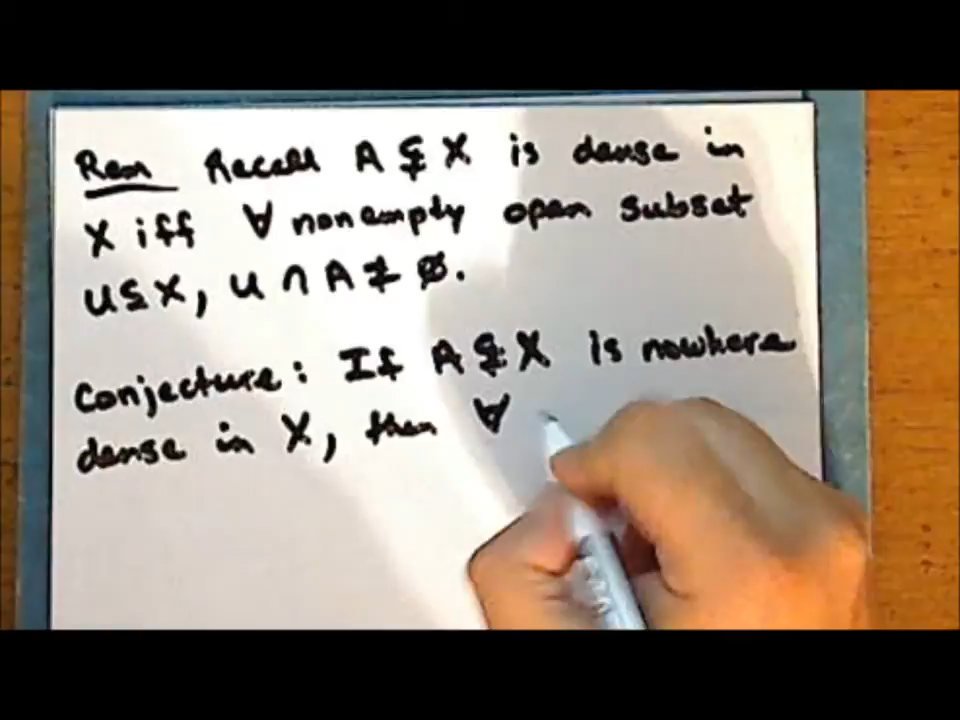 Rem Recall A ⊊ X is dense in
X iff ∀ nonempty open subset
U ⊆ X, U ∩ A ≠ ∅.
Conjecture: If A ⊊ X is nowhere
dense in X, then ∀